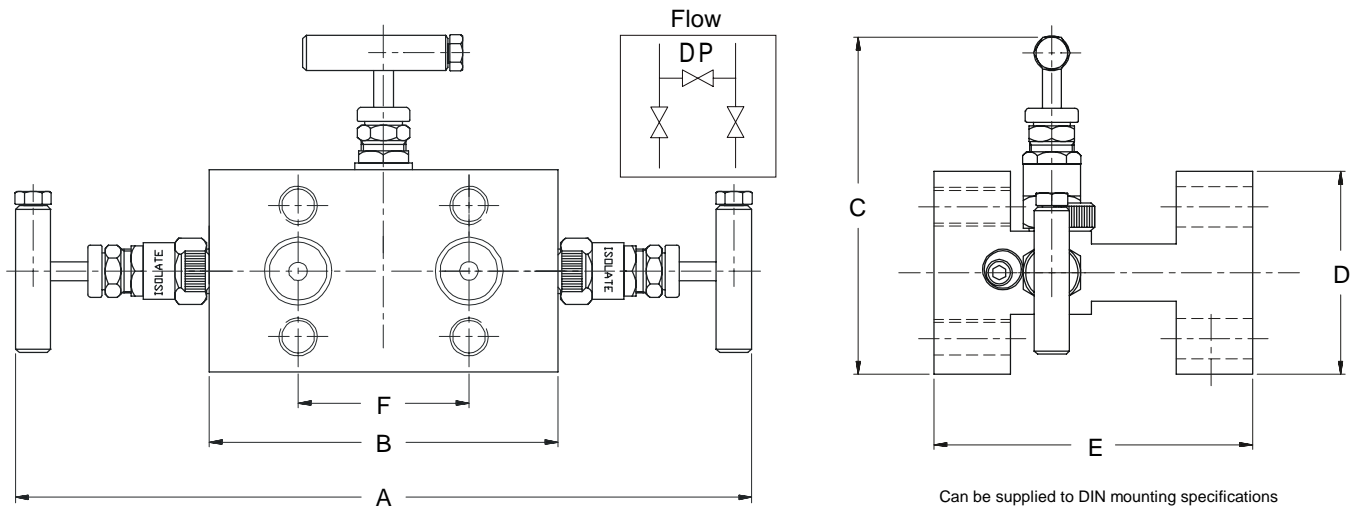 Flow
DP
C
ISOLATE
ISOLATE
D
F
B
E
A
Can be supplied to DIN mounting specifications